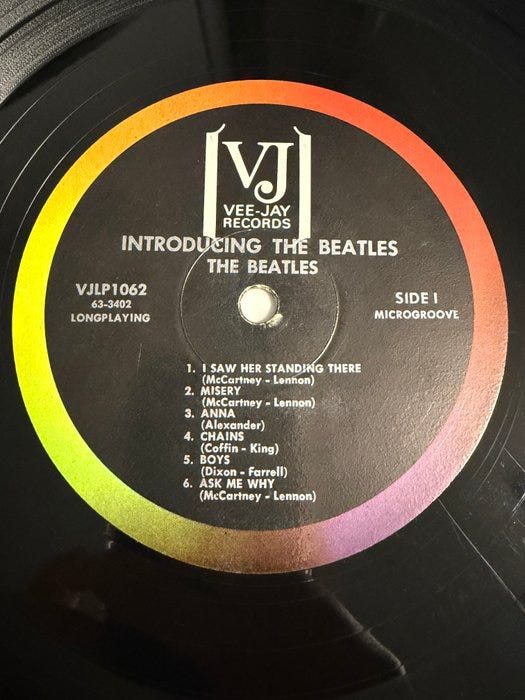 VJ
VEE-JAY
RECORDS
INTRODUCING THE BEATLES
THE BEATLES
VJLP1062
63-3402
LONGPLAYING
SIDE I
MICROGROOVE
1. I SAW HER STANDING THERE
(McCartney - Lennon)
2. MISERY
(McCartney - Lennon)
3. ANNA
(Alexander)
4. CHAINS
(Coffin - King)
5. BOYS
(Dixon - Farrell)
6. ASK ME WHY
(McCartney - Lennon)